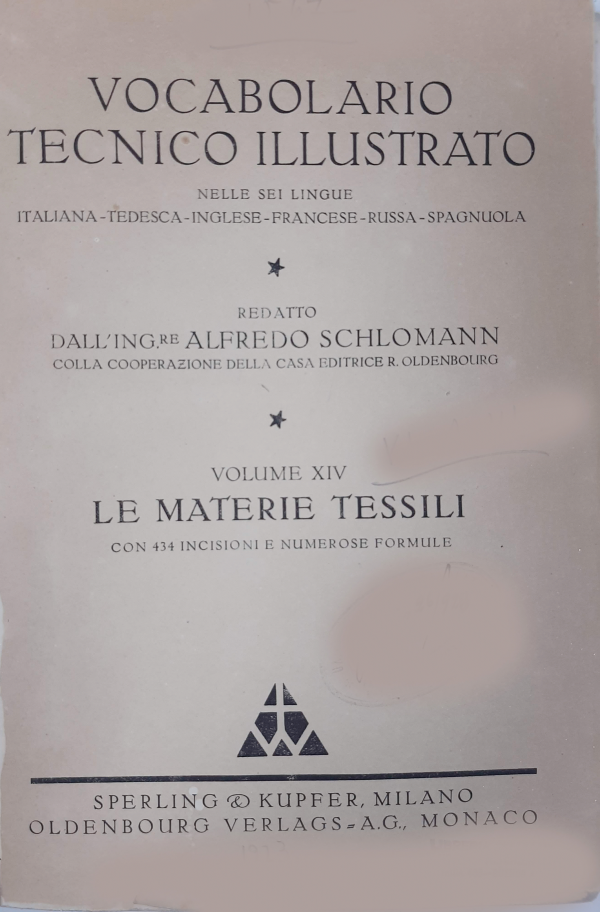 VOCABOLARIO
TECNICO ILLUSTRATO
NELLE SEI LINGUE
ITALIANA-TEDESCA-INGLESE-FRANCESE-RUSSA-SPAGNUOLA
REDATTO
DALL'ING.RE ALFREDO SCHLOMANN
COLLA COOPERAZIONE DELLA CASA EDITRICE R. OLDENBOURG
VOLUME XIV
LE MATERIE TESSILI
CON 434 INCISIONI E NUMEROSE FORMULE
SPERLING & KUPFER, MILANO
OLDENBOURG VERLAGS=A.G., MONACO